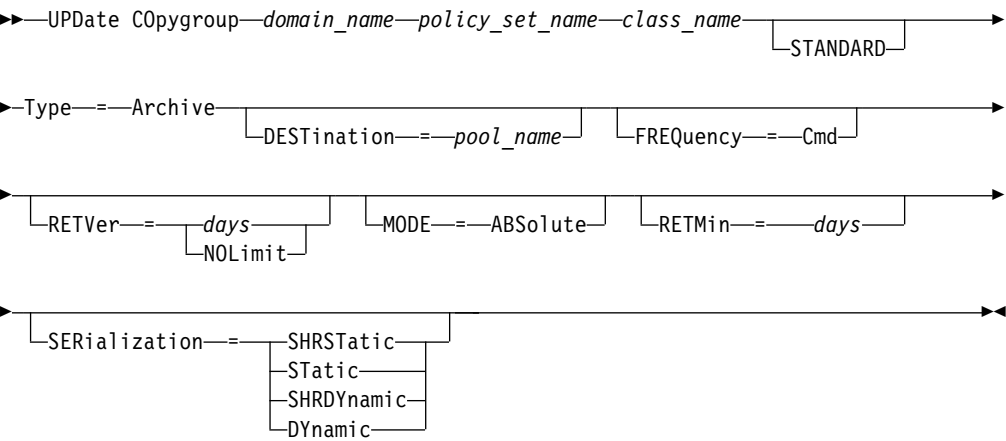 UPDate COpygroup domain_name policy_set_name class_name
STANDARD
Type = Archive
DESTination = pool_name
FREQuency = Cmd
RETVer = days
NOLimit
MODE = ABSolute
RETMin = days
SERialization = SHRSTatic
STatic
SHRDYnamic
DYnamic